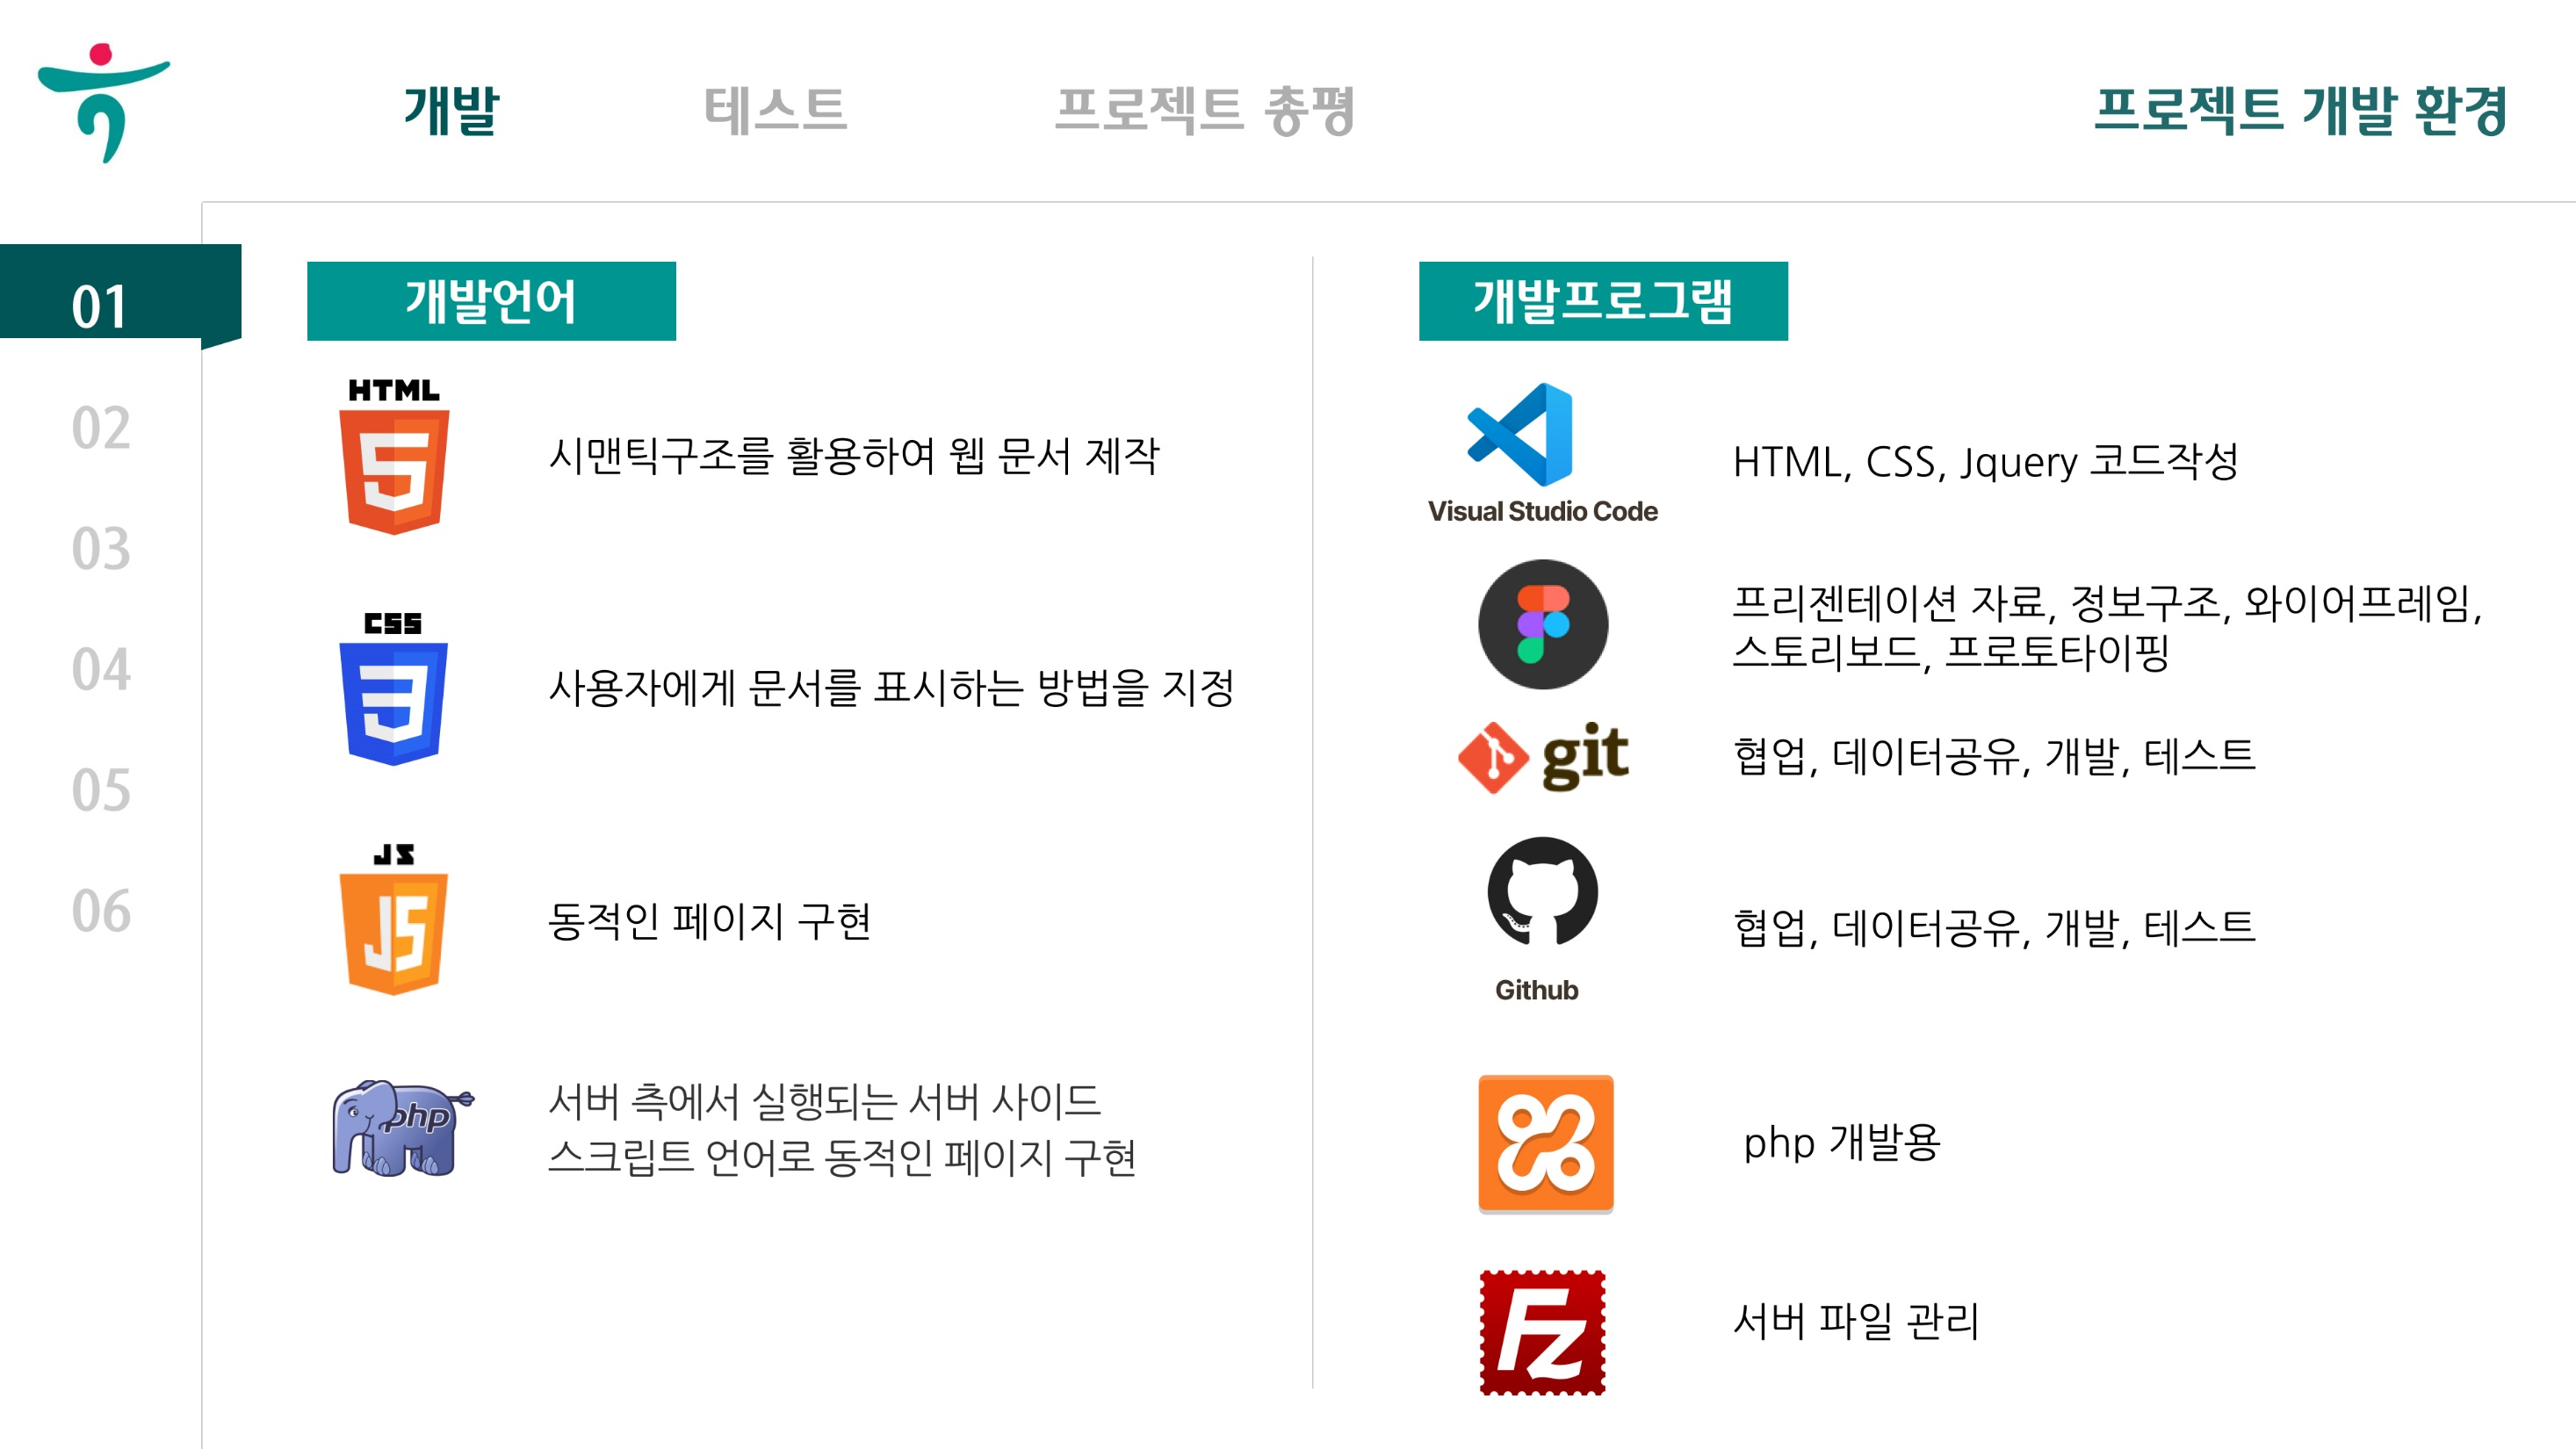 개발
테스트
프로젝트 총평
프로젝트 개발 환경
01
02
03
04
05
06
개발언어
HTML
5
시맨틱구조를 활용하여 웹 문서 제작
CSS
3
사용자에게 문서를 표시하는 방법을 지정
JS
JS
동적인 페이지 구현
php
서버 측에서 실행되는 서버 사이드
스크립트 언어로 동적인 페이지 구현
개발프로그램
Visual Studio Code
HTML, CSS, Jquery 코드작성
프리젠테이션 자료, 정보구조, 와이어프레임,
스토리보드, 프로토타이핑
git
협업, 데이터공유, 개발, 테스트
Github
협업, 데이터공유, 개발, 테스트
php 개발용
Fz
서버 파일 관리